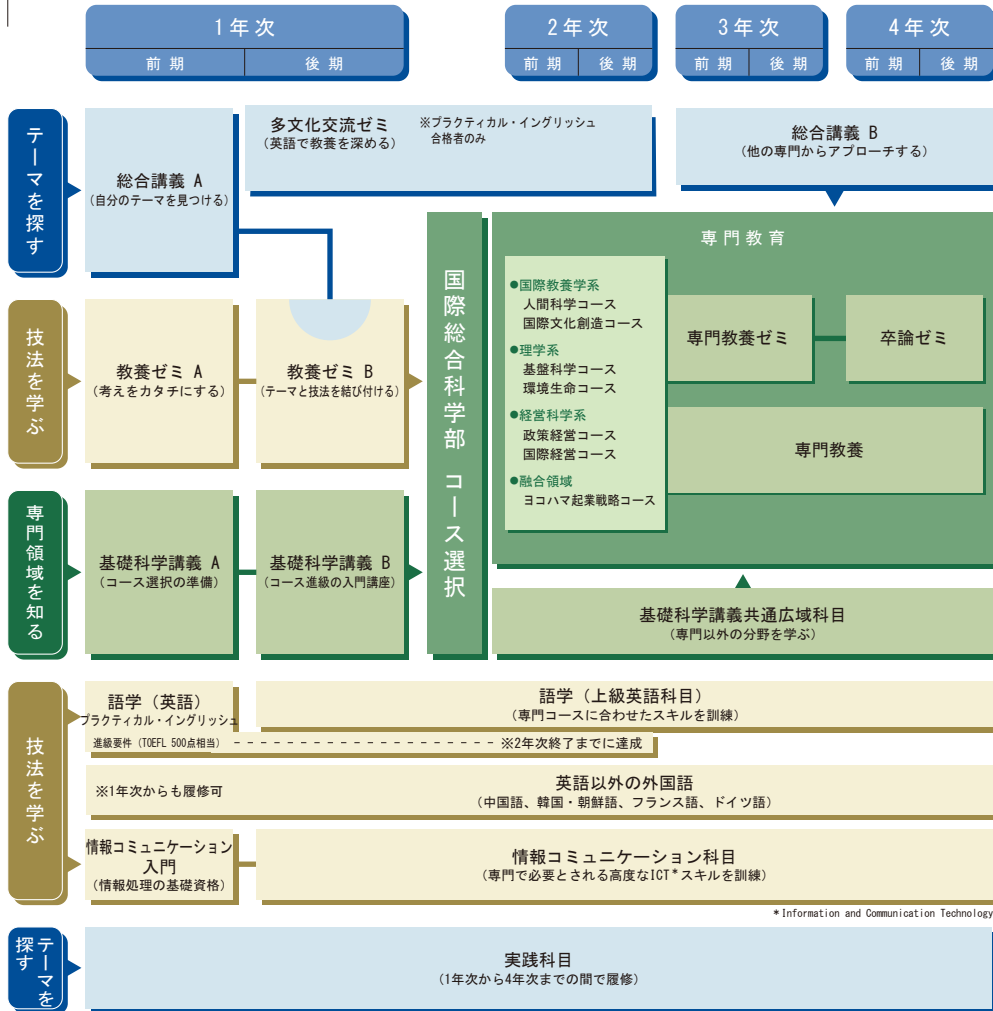 1年次
2年次
3年次
4年次
前期
後期
前期
後期
前期
後期
前期
後期
テーマを探す
総合講義 A
(自分のテーマを見つける)
多文化交流ゼミ
(英語で教養を深める)
※プラクティカル・イングリッシュ
合格者のみ
総合講義 B
(他の専門からアプローチする)
技法を学ぶ
教養ゼミ A
(考えをカタチにする)
教養ゼミ B
(テーマと技法を結び付ける)
専門領域を知る
基礎科学講義 A
(コース選択の準備)
基礎科学講義 B
(コース進級の入門講座)
国際総合科学部 コース選択
専門教育
●国際教養学系
人間科学コース
国際文化創造コース
●理学系
基盤科学コース
環境生命コース
●経営科学系
政策経営コース
国際経営コース
●融合領域
ヨコハマ起業戦略コース
専門教養ゼミ
卒論ゼミ
専門教養
基礎科学講義共通広域科目
(専門以外の分野を学ぶ)
技法を学ぶ
語学(英語)
プラクティカル・イングリッシュ
進級要件(TOEFL 500点相当) - - - - - - - - - - - - - - - - - - - - ※2年次終了までに達成
語学(上級英語科目)
(専門コースに合わせたスキルを訓練)
※1年次からも履修可
英語以外の外国語
(中国語、韓国・朝鮮語、フランス語、ドイツ語)
情報コミュニケーション
入門
(情報処理の基礎資格)
情報コミュニケーション科目
(専門で必要とされる高度なICT*スキルを訓練)
*Information and Communication Technology
テーマを
探す
実践科目
(1年次から4年次までの間で履修)